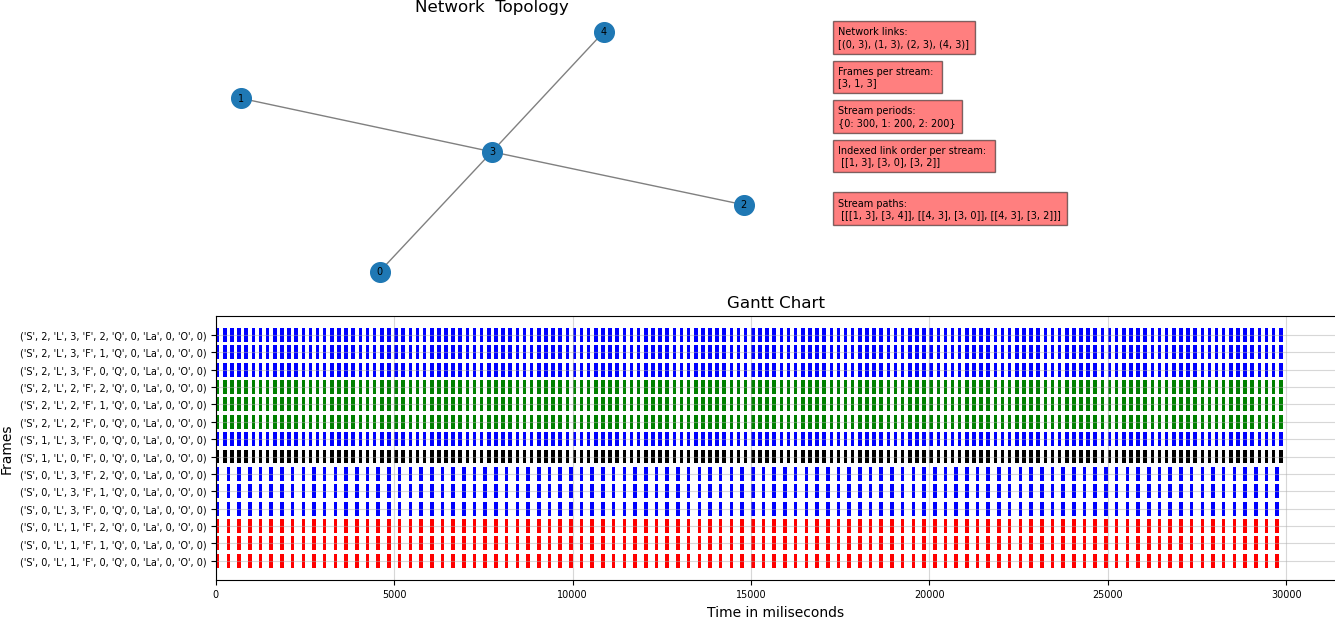 Network  Topology
4
1
3
2
0
Network links:
[(0, 3), (1, 3), (2, 3), (4, 3)]
Frames per stream:
[3, 1, 3]
Stream periods:
{0: 300, 1: 200, 2: 200}
Indexed link order per stream:
[[1, 3], [3, 0], [3, 2]]
Stream paths:
[[[1, 3], [3, 4]], [[4, 3], [3, 0]], [[4, 3], [3, 2]]]
Gantt Chart
Frames
('S', 2, 'L', 3, 'F', 2, 'Q', 0, 'La', 0, 'O', 0)
('S', 2, 'L', 3, 'F', 1, 'Q', 0, 'La', 0, 'O', 0)
('S', 2, 'L', 3, 'F', 0, 'Q', 0, 'La', 0, 'O', 0)
('S', 2, 'L', 2, 'F', 2, 'Q', 0, 'La', 0, 'O', 0)
('S', 2, 'L', 2, 'F', 1, 'Q', 0, 'La', 0, 'O', 0)
('S', 2, 'L', 2, 'F', 0, 'Q', 0, 'La', 0, 'O', 0)
('S', 1, 'L', 3, 'F', 0, 'Q', 0, 'La', 0, 'O', 0)
('S', 1, 'L', 0, 'F', 0, 'Q', 0, 'La', 0, 'O', 0)
('S', 0, 'L', 3, 'F', 2, 'Q', 0, 'La', 0, 'O', 0)
('S', 0, 'L', 3, 'F', 1, 'Q', 0, 'La', 0, 'O', 0)
('S', 0, 'L', 3, 'F', 0, 'Q', 0, 'La', 0, 'O', 0)
('S', 0, 'L', 1, 'F', 2, 'Q', 0, 'La', 0, 'O', 0)
('S', 0, 'L', 1, 'F', 1, 'Q', 0, 'La', 0, 'O', 0)
('S', 0, 'L', 1, 'F', 0, 'Q', 0, 'La', 0, 'O', 0)
0 5000 10000 15000 20000 25000 30000
Time in miliseconds